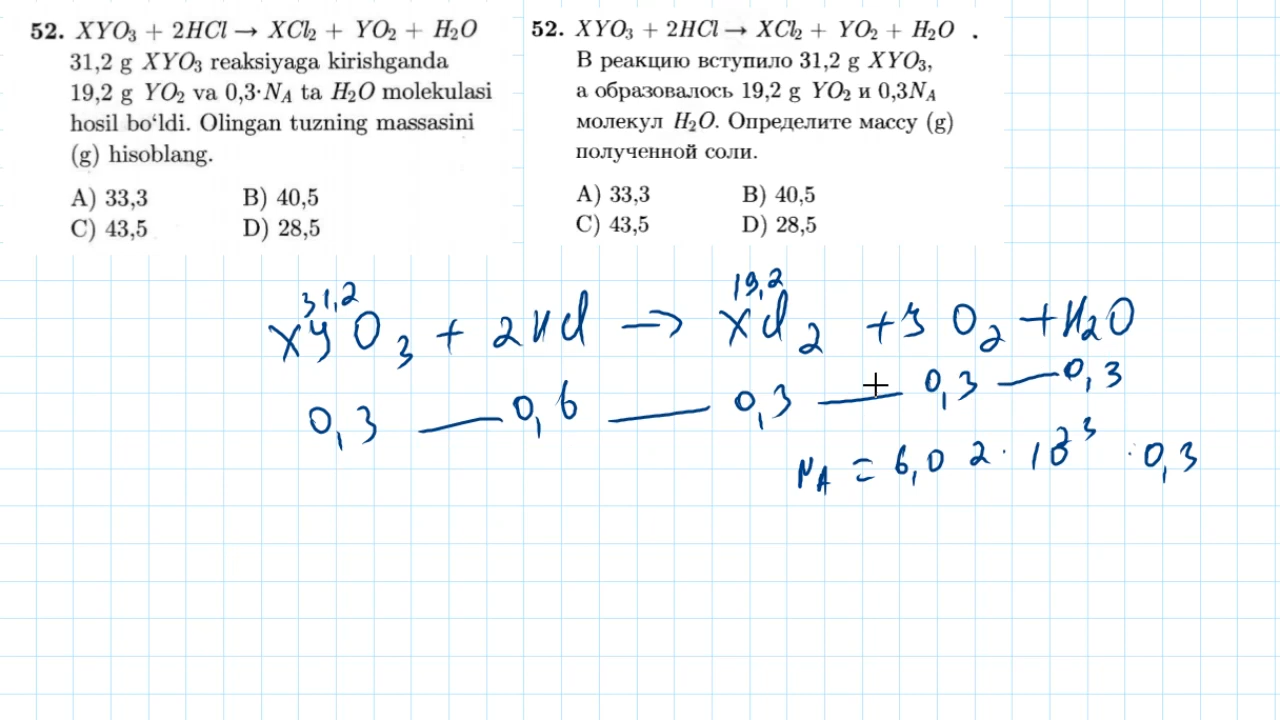 52. XYO₃ + 2HCl → XCl₂ + YO₂ + H₂O
31,2 g XYO₃ reaksiyaga kirishganda
19,2 g YO₂ va 0,3·N_A ta H₂O molekulasi
hosil bo‘ldi. Olingan tuzning massasini
(g) hisoblang.
A) 33,3 B) 40,5
C) 43,5 D) 28,5
52. XYO₃ + 2HCl → XCl₂ + YO₂ + H₂O .
В реакцию вступило 31,2 g XYO₃,
а образовалось 19,2 g YO₂ и 0,3N_A
молекул H₂O. Определите массу (g)
полученной соли.
A) 33,3 B) 40,5
C) 43,5 D) 28,5
31,2 19,2
XYO₃ + 2HCl → XCl₂ + YO₂ + H₂O
0,3 — 0,6 — 0,3 — 0,3 — 0,3
N_A = 6,02 · 10²³ · 0,3